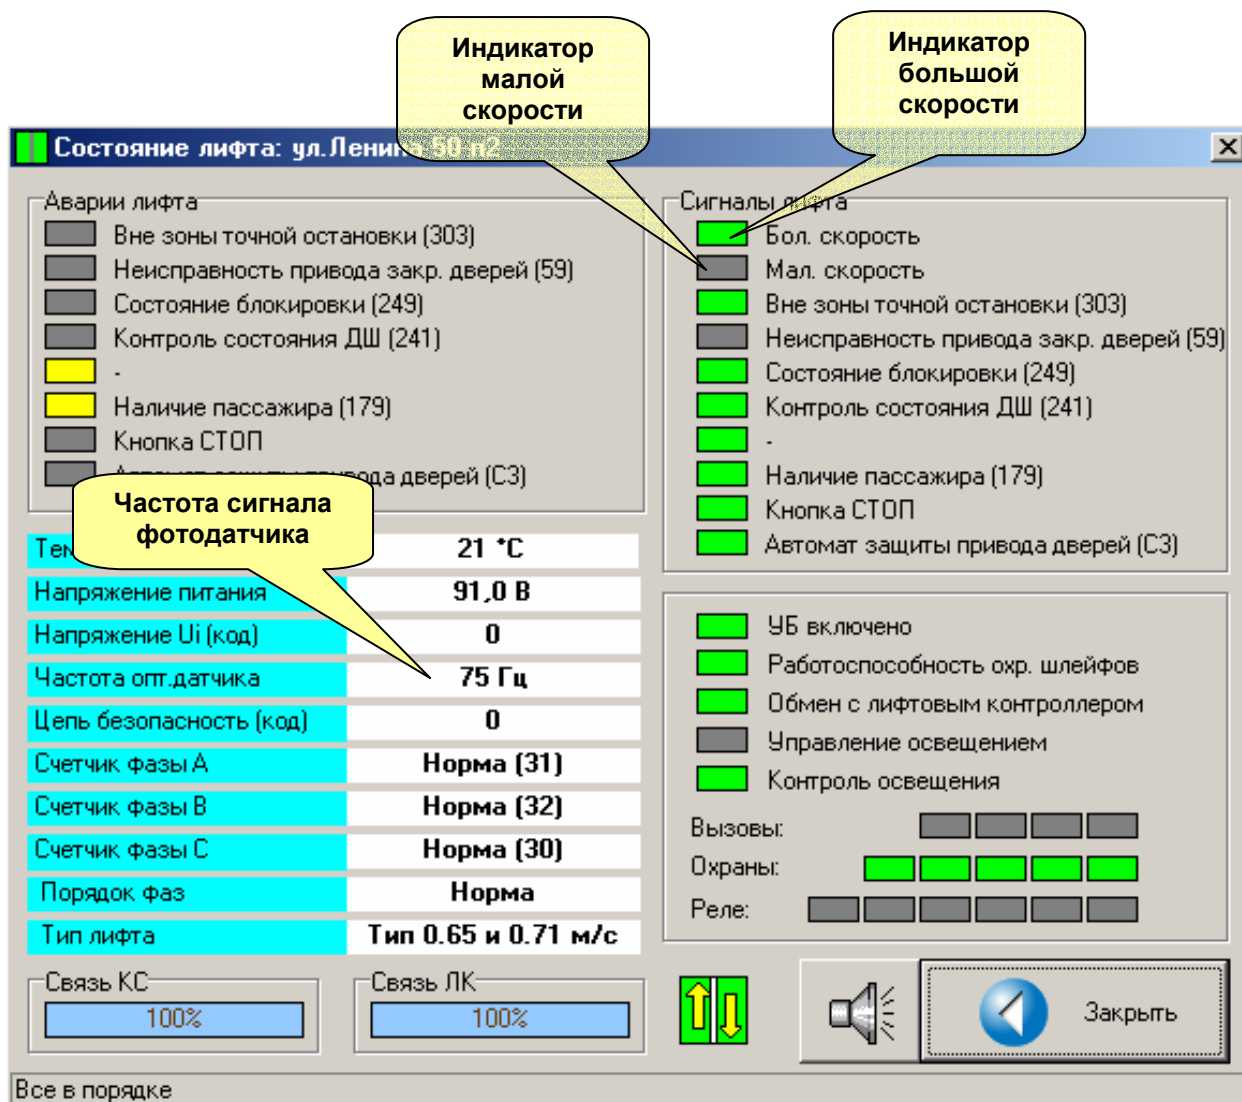 Индикатор
малой
скорости
Индикатор
большой
скорости
Состояние лифта: ул.Ленина 50 п2
Аварии лифта
Вне зоны точной остановки (303)
Неисправность привода закр. дверей (59)
Состояние блокировки (249)
Контроль состояния ДШ (241)
-
Наличие пассажира (179)
Кнопка СТОП
Автомат защиты привода дверей (С3)
Сигналы лифта
Бол. скорость
Мал. скорость
Вне зоны точной остановки (303)
Неисправность привода закр. дверей (59)
Состояние блокировки (249)
Контроль состояния ДШ (241)
-
Наличие пассажира (179)
Кнопка СТОП
Автомат защиты привода дверей (С3)
Частота сигнала
фотодатчика
21 °C
Напряжение питания 91,0 В
Напряжение Ui (код) 0
Частота опт.датчика 75 Гц
Цепь безопасность (код) 0
Счетчик фазы А Норма (31)
Счетчик фазы В Норма (32)
Счетчик фазы С Норма (30)
Порядок фаз Норма
Тип лифта Тип 0.65 и 0.71 м/с
УБ включено
Работоспособность охр. шлейфов
Обмен с лифтовым контроллером
Управление освещением
Контроль освещения
Вызовы:
Охраны:
Реле:
Связь КС
100%
Связь ЛК
100%
Закрыть
Все в порядке